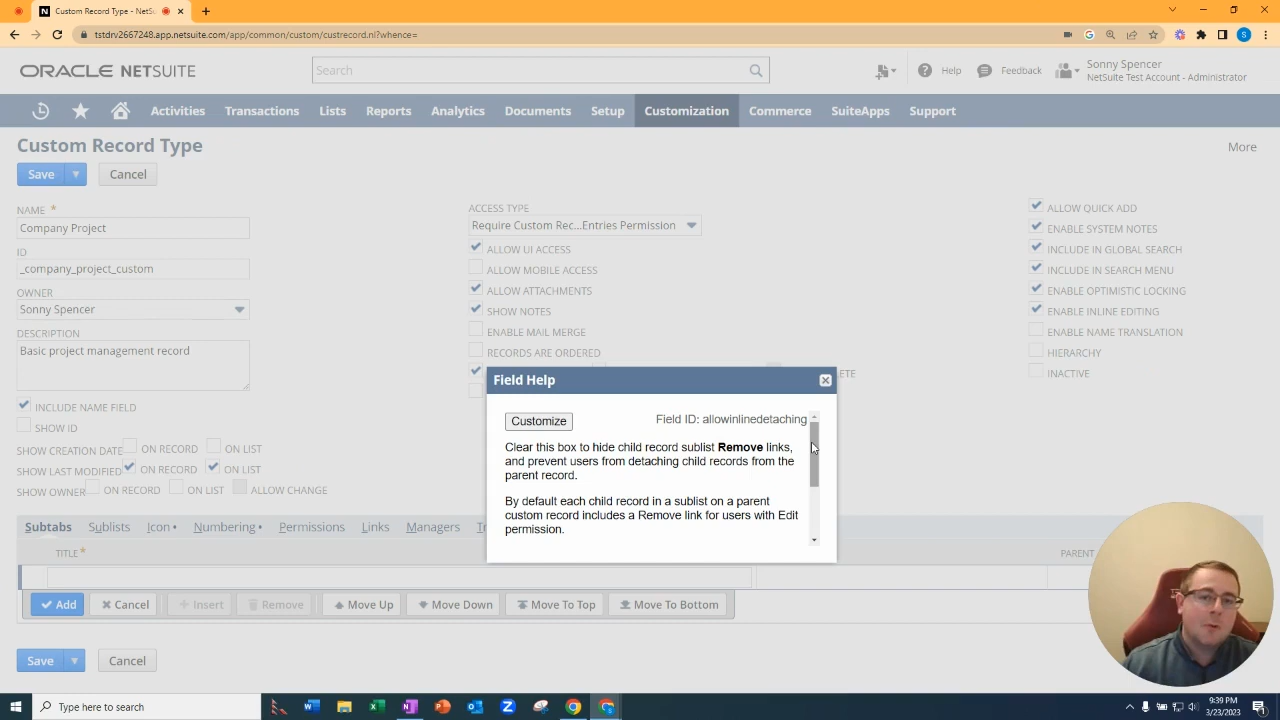 Custom Record Type - NetSu
tstdrv2667248.app.netsuite.com/app/common/custom/custrecord.nl?whence=
S
ORACLE NETSUITE
Search
Help
Feedback
Sonny Spencer
NetSuite Test Account - Administrator
Activities
Transactions
Lists
Reports
Analytics
Documents
Setup
Customization
Commerce
SuiteApps
Support
Custom Record Type
More
Save
Cancel
NAME *
Company Project
ID
_company_project_custom
OWNER
Sonny Spencer
DESCRIPTION
Basic project management record
INCLUDE NAME FIELD
SHOW ID
SHOW CREATION DATE ON RECORD ON LIST
SHOW LAST MODIFIED ON RECORD ON LIST
SHOW OWNER ON RECORD ON LIST ALLOW CHANGE
ACCESS TYPE
Require Custom Rec...Entries Permission
ALLOW UI ACCESS
ALLOW MOBILE ACCESS
ALLOW ATTACHMENTS
SHOW NOTES
ENABLE MAIL MERGE
RECORDS ARE ORDERED
ETE
ALLOW QUICK ADD
ENABLE SYSTEM NOTES
INCLUDE IN GLOBAL SEARCH
INCLUDE IN SEARCH MENU
ENABLE OPTIMISTIC LOCKING
ENABLE INLINE EDITING
ENABLE NAME TRANSLATION
HIERARCHY
INACTIVE
Field Help
Customize
Field ID: allowinlinedetaching
Clear this box to hide child record sublist Remove links,
and prevent users from detaching child records from the
parent record.
By default each child record in a sublist on a parent
custom record includes a Remove link for users with Edit
permission.
Subtabs
Sublists
Icon •
Numbering •
Permissions
Links
Managers
Tr
TITLE *
PARENT
Add
Cancel
Insert
Remove
Move Up
Move Down
Move To Top
Move To Bottom
Save
Cancel
Type here to search
9:39 PM
3/23/2023
1